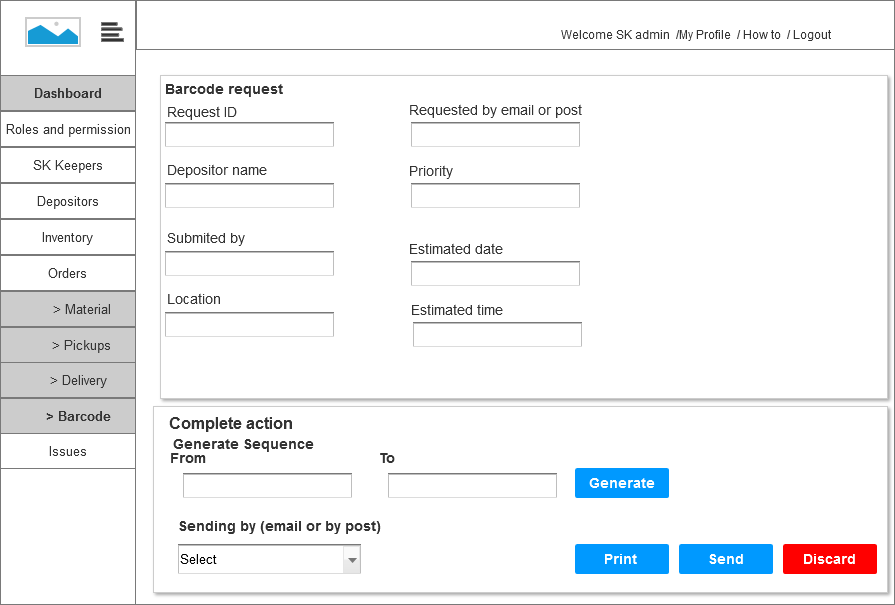 Welcome SK admin /My Profile / How to / Logout
Dashboard
Roles and permission
SK Keepers
Depositors
Inventory
Orders
> Material
> Pickups
> Delivery
> Barcode
Issues
Barcode request
Request ID
Requested by email or post
Depositor name
Priority
Submited by
Estimated date
Location
Estimated time
Complete action
Generate Sequence
From
To
Generate
Sending by (email or by post)
Select
Print
Send
Discard